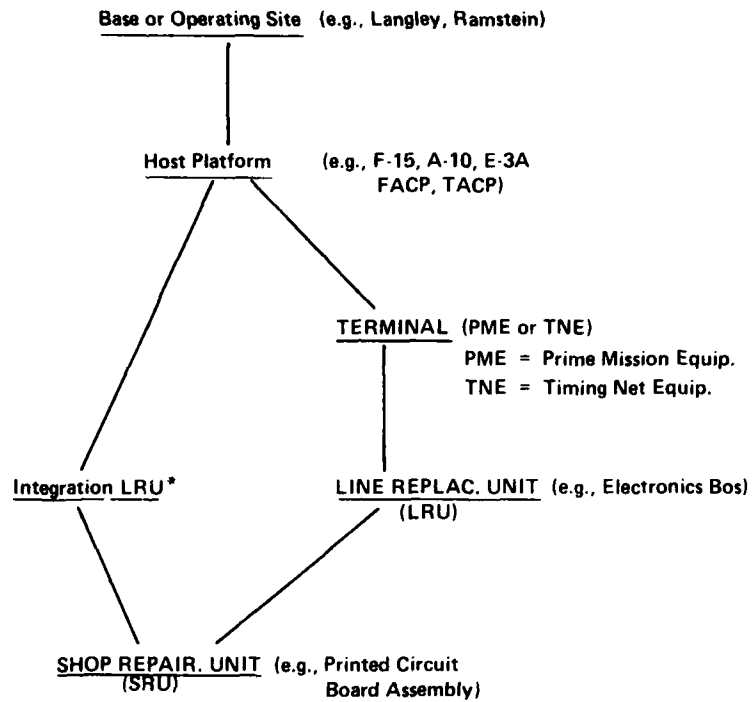 Base or Operating Site (e.g., Langley, Ramstein)
Host Platform (e.g., F-15, A-10, E-3A
FACP, TACP)
TERMINAL (PME or TNE)
PME = Prime Mission Equip.
TNE = Timing Net Equip.
Integration LRU*
LINE REPLAC. UNIT (e.g., Electronics Bos)
(LRU)
SHOP REPAIR. UNIT (e.g., Printed Circuit
(SRU) Board Assembly)